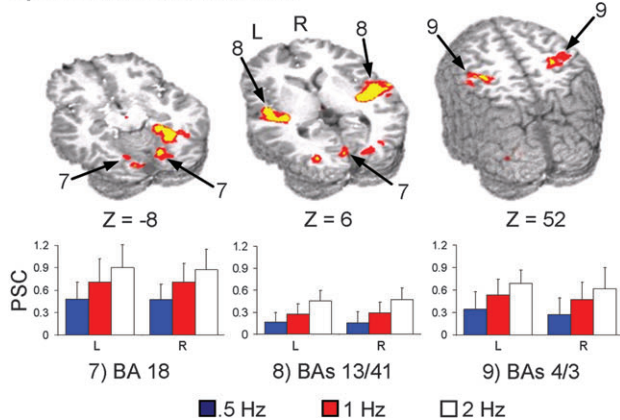 L R
8 8 9 9
7 7 7
Z = -8 Z = 6 Z = 52
PSC
1.2 1.2 1.2
0.9 0.9 0.9
0.6 0.6 0.6
0.3 0.3 0.3
0 0 0
L R L R L R
7) BA 18 8) BAs 13/41 9) BAs 4/3
.5 Hz 1 Hz 2 Hz